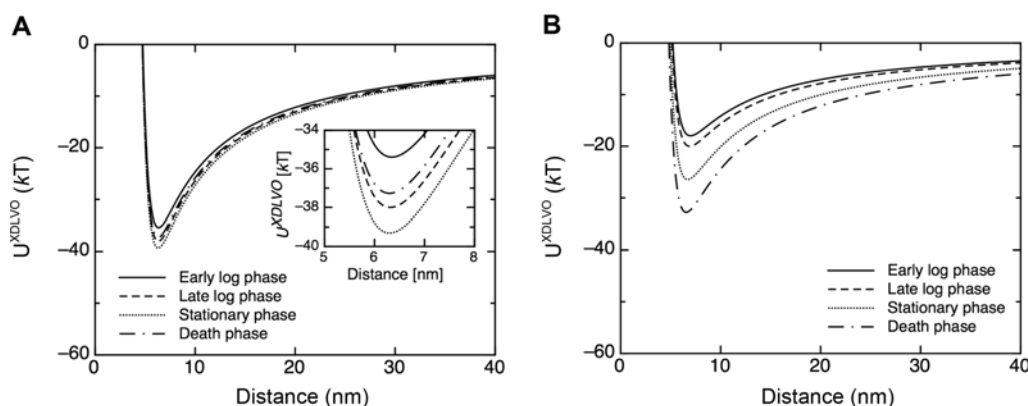 A
0
−20
−40
−60
U^XDLVO (kT)
0
10
20
30
40
Distance (nm)
Early log phase
Late log phase
Stationary phase
Death phase
−34
−36
−38
−39
−40
U^XDLVO [kT]
5
6
7
8
Distance [nm]
B
0
−20
−40
−60
U^XDLVO (kT)
0
10
20
30
40
Distance (nm)
Early log phase
Late log phase
Stationary phase
Death phase